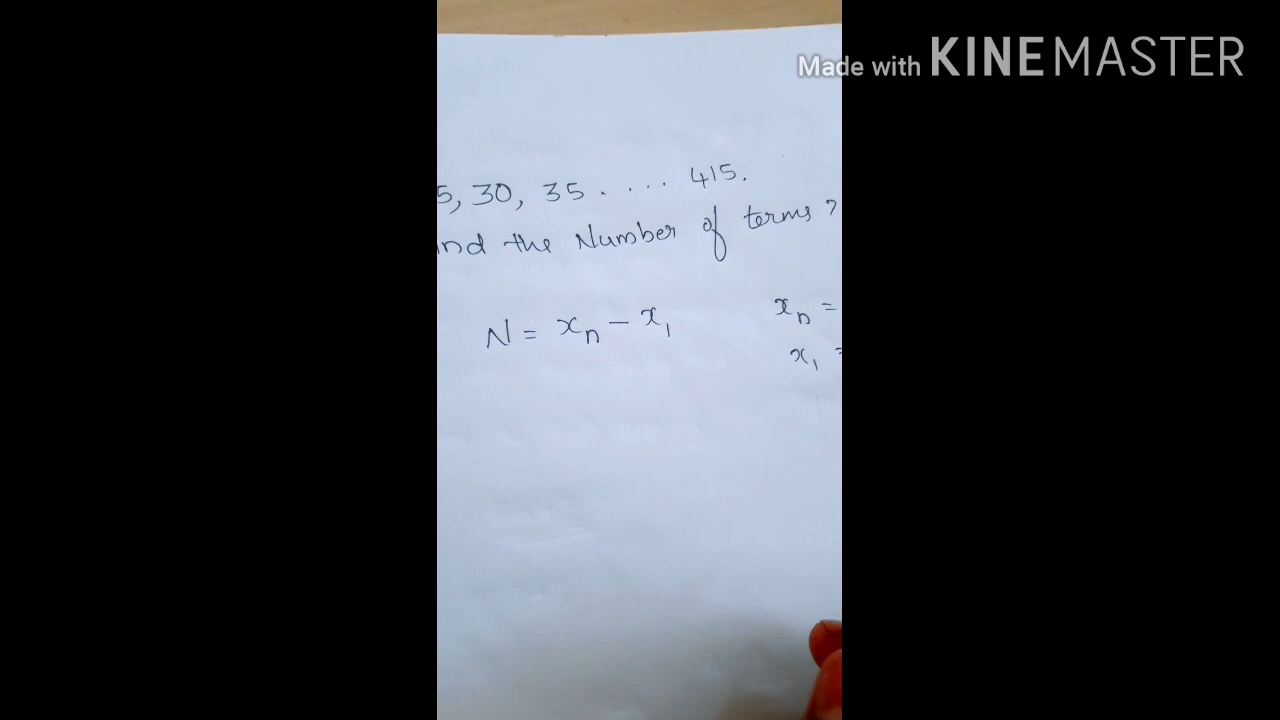 Made with KINEMASTER
5, 30, 35 . . . . 415.
nd the Number of terms ?
N = xn - x1
xn =
x1 =